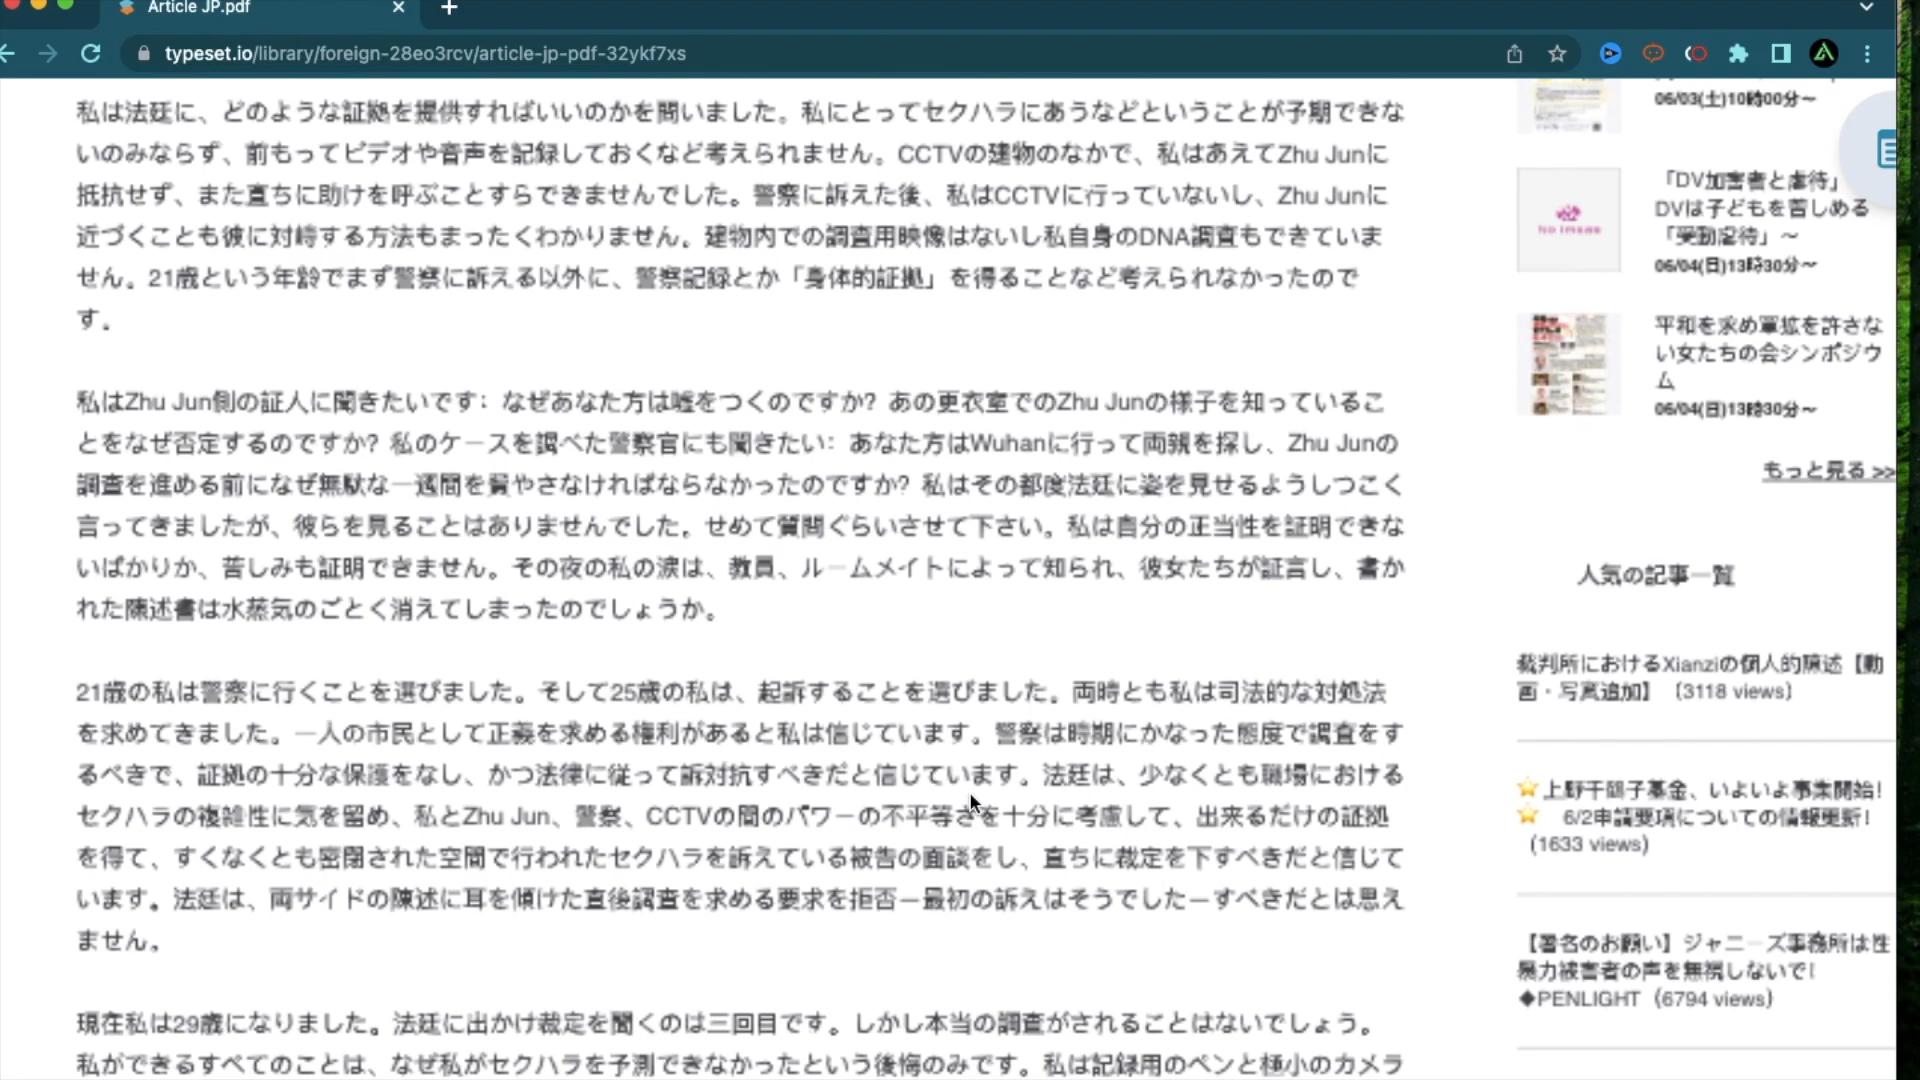 Article JP.pdf
typeset.io/library/foreign-28eo3rcv/article-jp-pdf-32ykf7xs
私は法廷に、どのような証拠を提供すればいいのかを問いました。私にとってセクハラにあうなどということが予期できな
いのみならず、前もってビデオや音声を記録しておくなど考えられません。CCTVの建物のなかで、私はあえてZhu Junに
抵抗せず、また直ちに助けを呼ぶことすらできませんでした。警察に訴えた後、私はCCTVに行っていないし、Zhu Junに
近づくことも彼に対峙する方法もまったくわかりません。建物内での調査用映像はないし私自身のDNA調査もできていま
せん。21歳という年齢でまず警察に訴える以外に、警察記録とか「身体的証拠」を得ることなど考えられなかったので
す。
私はZhu Jun側の証人に聞きたいです：なぜあなた方は嘘をつくのですか？あの更衣室でのZhu Junの様子を知っているこ
とをなぜ否定するのですか？私のケースを調べた警察官にも聞きたい：あなた方はWuhanに行って両親を探し、Zhu Junの
調査を進める前になぜ無駄な一週間を費やさなければならなかったのですか？私はその都度法廷に姿を見せるようしつこく
言ってきましたが、彼らを見ることはありませんでした。せめて質問ぐらいさせて下さい。私は自分の正当性を証明できな
いばかりか、苦しみも証明できません。その夜の私の涙は、教員、ルームメイトによって知られ、彼女たちが証言し、書か
れた陳述書は水蒸気のごとく消えてしまったのでしょうか。
21歳の私は警察に行くことを選びました。そして25歳の私は、起訴することを選びました。両時とも私は司法的な対処法
を求めてきました。一人の市民として正義を求める権利があると私は信じています。警察は時期にかなった態度で調査をす
るべきで、証拠の十分な保護をなし、かつ法律に従って訴対抗すべきだと信じています。法廷は、少なくとも職場における
セクハラの複雑性に気を留め、私とZhu Jun、警察、CCTVの間のパワーの不平等さを十分に考慮して、出来るだけの証拠
を得て、すくなくとも密閉された空間で行われたセクハラを訴えている被告の面談をし、直ちに裁定を下すべきだと信じて
います。法廷は、両サイドの陳述に耳を傾けた直後調査を求める要求を拒否ー最初の訴えはそうでしたーすべきだとは思え
ません。
現在私は29歳になりました。法廷に出かけ裁定を聞くのは三回目です。しかし本当の調査がされることはないでしょう。
私ができるすべてのことは、なぜ私がセクハラを予測できなかったという後悔のみです。私は記録用のペンと極小のカメラ
06/03(土)10時00分～
no image
「DV加害者と虐待」
DVは子どもを苦しめる
「受動虐待」～
06/04(日)13時30分～
平和を求め軍拡を許さな
い女たちの会シンポジウ
ム
06/04(日)13時30分～
もっと見る >>
人気の記事一覧
裁判所におけるXianziの個人的陳述【動
画・写真追加】（3118 views）
⭐上野千鶴子基金、いよいよ事業開始！
⭐ 6/2申請要項についての情報更新！
（1633 views）
【署名のお願い】ジャニーズ事務所は性
暴力被害者の声を無視しないで！
◆PENLIGHT（6794 views）